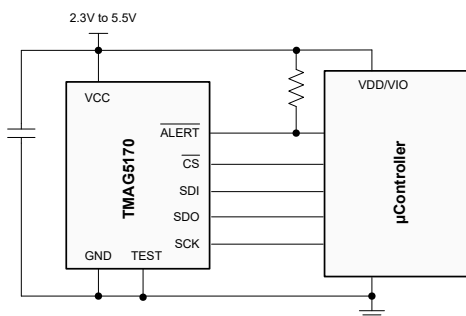 2.3V to 5.5V
VCC
VDD/VIO
TMAG5170
ALERT
CS
SDI
SDO
SCK
GND TEST
µController